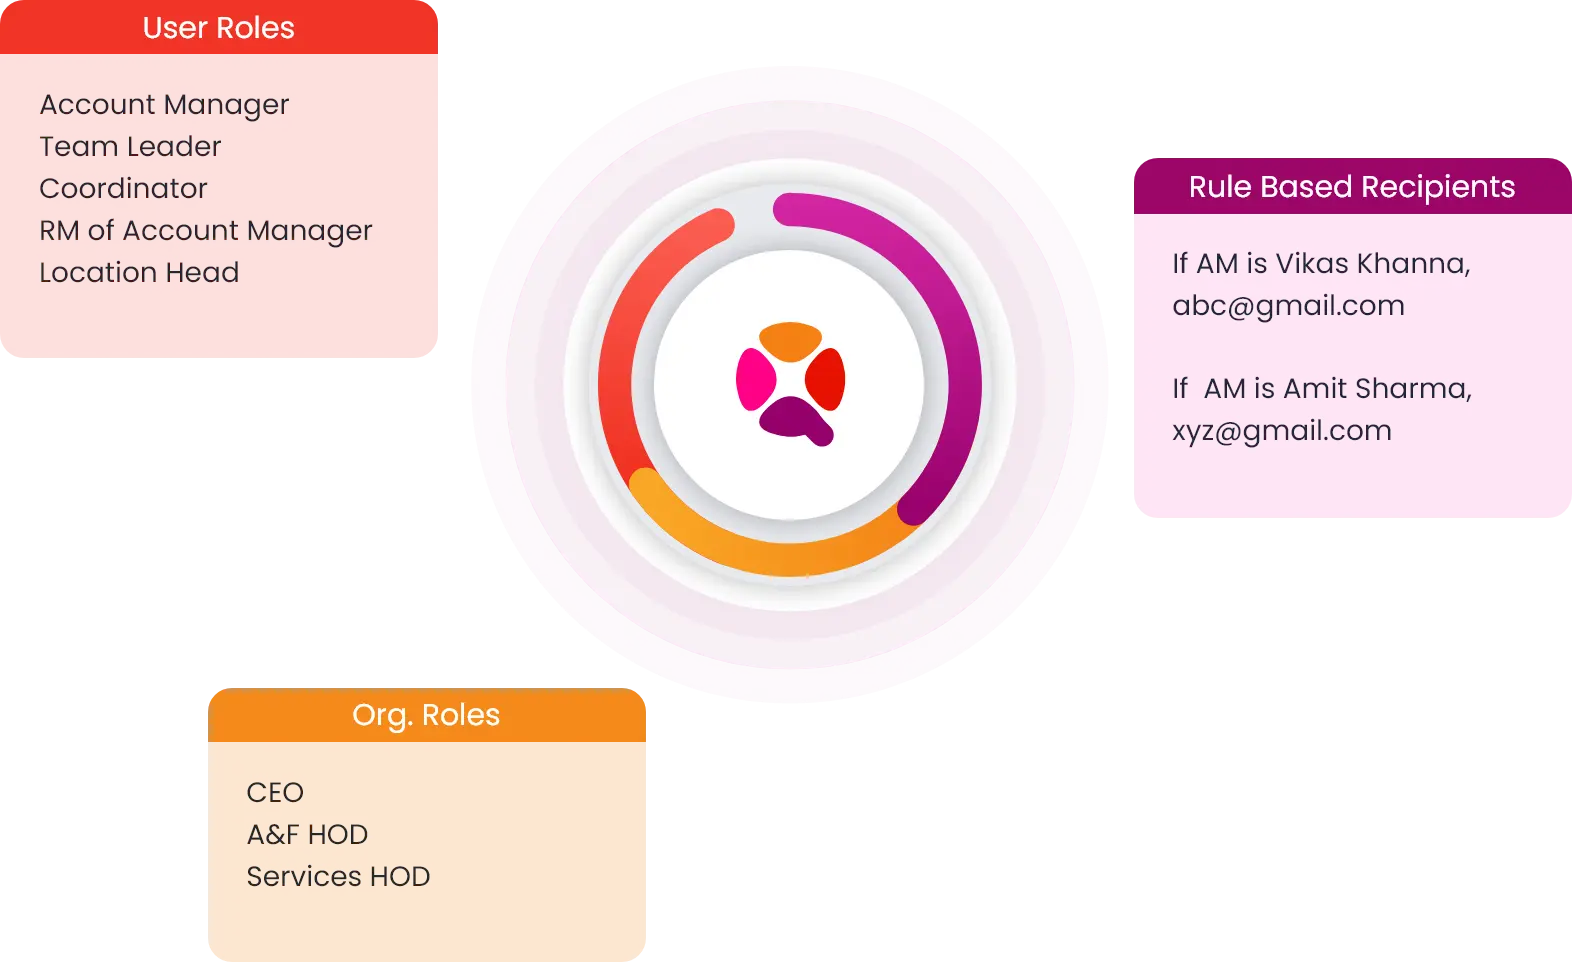 User Roles
Account Manager
Team Leader
Coordinator
RM of Account Manager
Location Head
Rule Based Recipients
If AM is Vikas Khanna,
abc@gmail.com
If  AM is Amit Sharma,
xyz@gmail.com
Org. Roles
CEO
A&F HOD
Services HOD